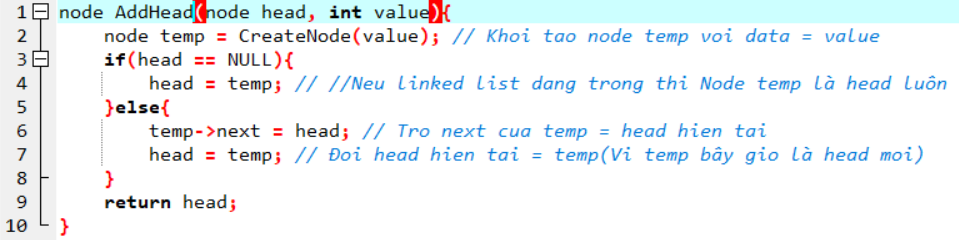 1 node AddHead(node head, int value){
2 node temp = CreateNode(value); // Khoi tao node temp voi data = value
3 if(head == NULL){
4 head = temp; // //Neu linked list dang trong thi Node temp là head luôn
5 }else{
6 temp->next = head; // Tro next cua temp = head hien tai
7 head = temp; // Đoi head hien tai = temp(Vi temp bây gio là head moi)
8 }
9 return head;
10 }